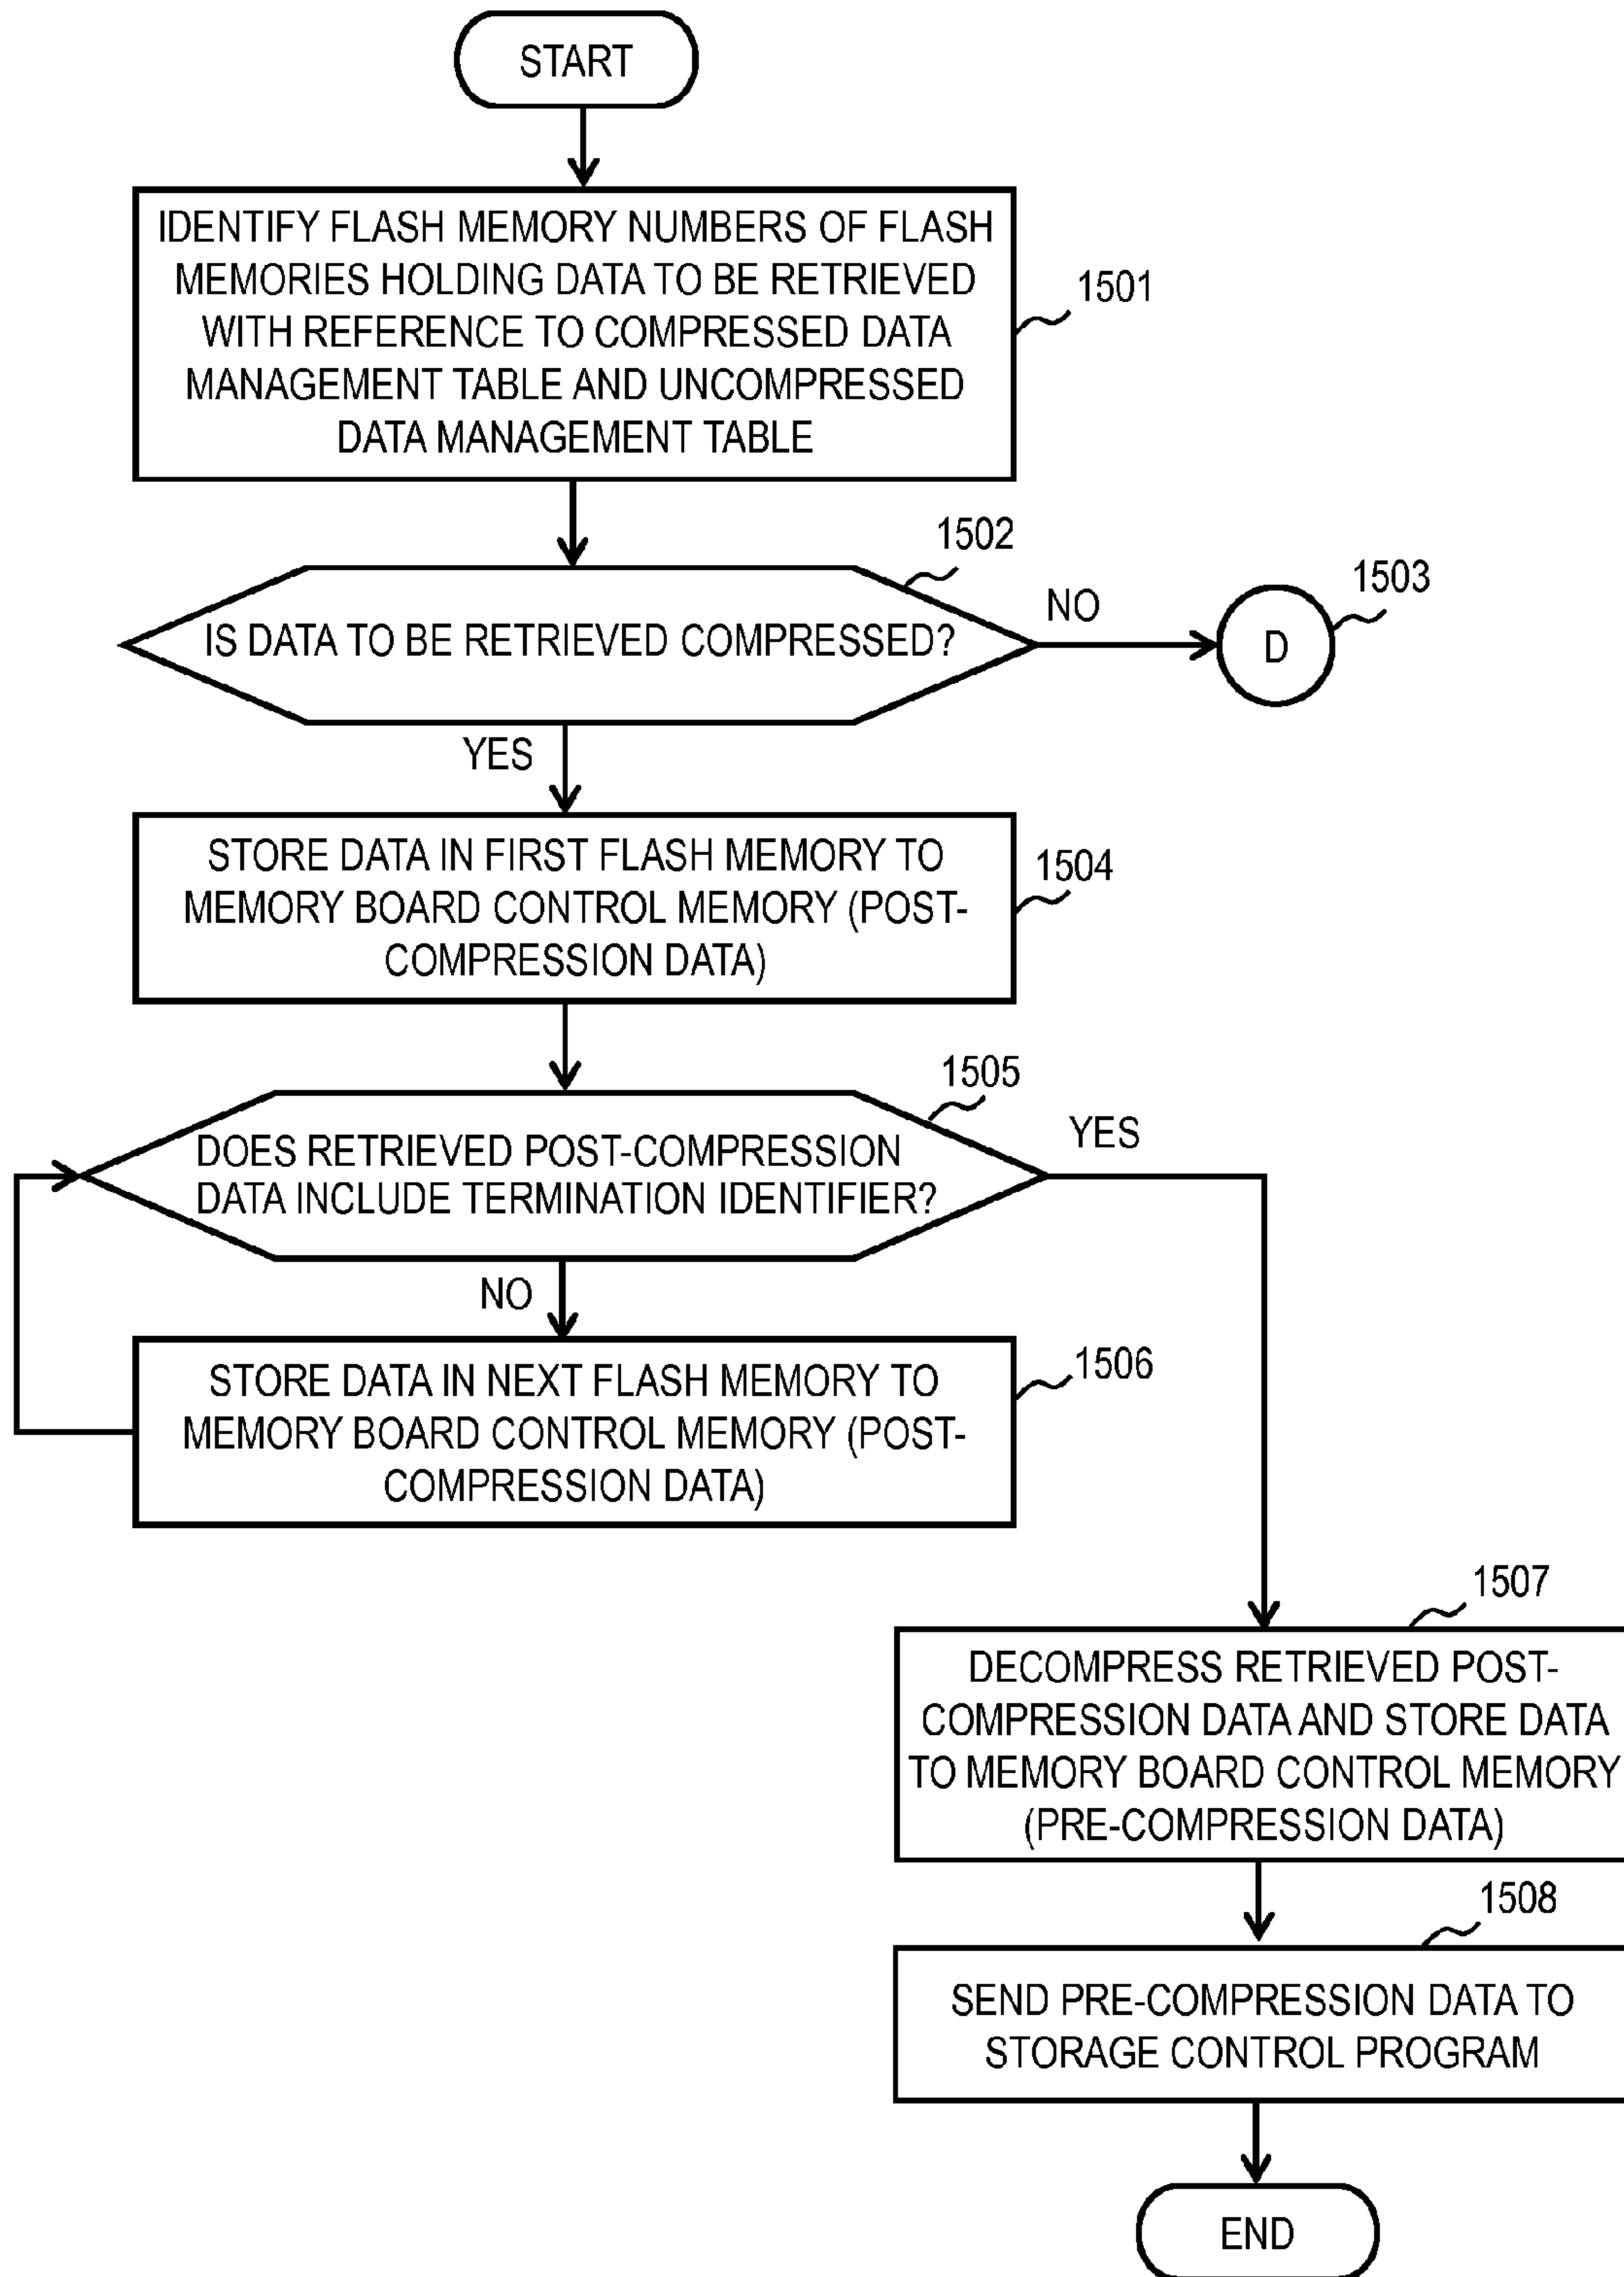 START
IDENTIFY FLASH MEMORY NUMBERS OF FLASH
MEMORIES HOLDING DATA TO BE RETRIEVED
WITH REFERENCE TO COMPRESSED DATA
MANAGEMENT TABLE AND UNCOMPRESSED
DATA MANAGEMENT TABLE
1501
1502
IS DATA TO BE RETRIEVED COMPRESSED?
NO
1503
D
YES
STORE DATA IN FIRST FLASH MEMORY TO
MEMORY BOARD CONTROL MEMORY (POST-
COMPRESSION DATA)
1504
1505
DOES RETRIEVED POST-COMPRESSION
DATA INCLUDE TERMINATION IDENTIFIER?
YES
NO
STORE DATA IN NEXT FLASH MEMORY TO
MEMORY BOARD CONTROL MEMORY (POST-
COMPRESSION DATA)
1506
1507
DECOMPRESS RETRIEVED POST-
COMPRESSION DATA AND STORE DATA
TO MEMORY BOARD CONTROL MEMORY
(PRE-COMPRESSION DATA)
1508
SEND PRE-COMPRESSION DATA TO
STORAGE CONTROL PROGRAM
END